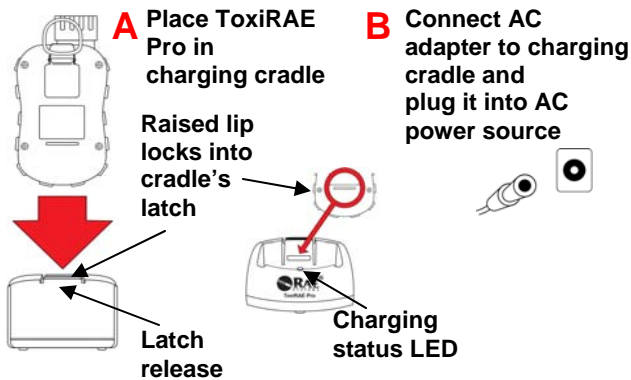 A Place ToxiRAE
Pro in
charging cradle
Raised lip
locks into
cradle's
latch
Latch
release
B Connect AC
adapter to charging
cradle and
plug it into AC
power source
RAE
ToxiRAE Pro
Charging
status LED